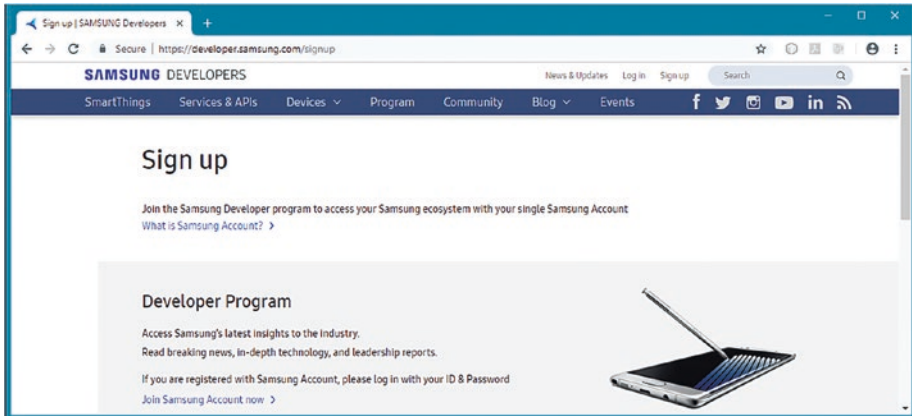 Sign up | SAMSUNG Developers
Secure | https://developer.samsung.com/signup
SAMSUNG DEVELOPERS News & Updates Log in Sign up Search
SmartThings Services & APIs Devices Program Community Blog Events
Sign up
Join the Samsung Developer program to access your Samsung ecosystem with your single Samsung Account
What is Samsung Account? >
Developer Program
Access Samsung's latest insights to the industry.
Read breaking news, in-depth technology, and leadership reports.
If you are registered with Samsung Account, please log in with your ID & Password
Join Samsung Account now >